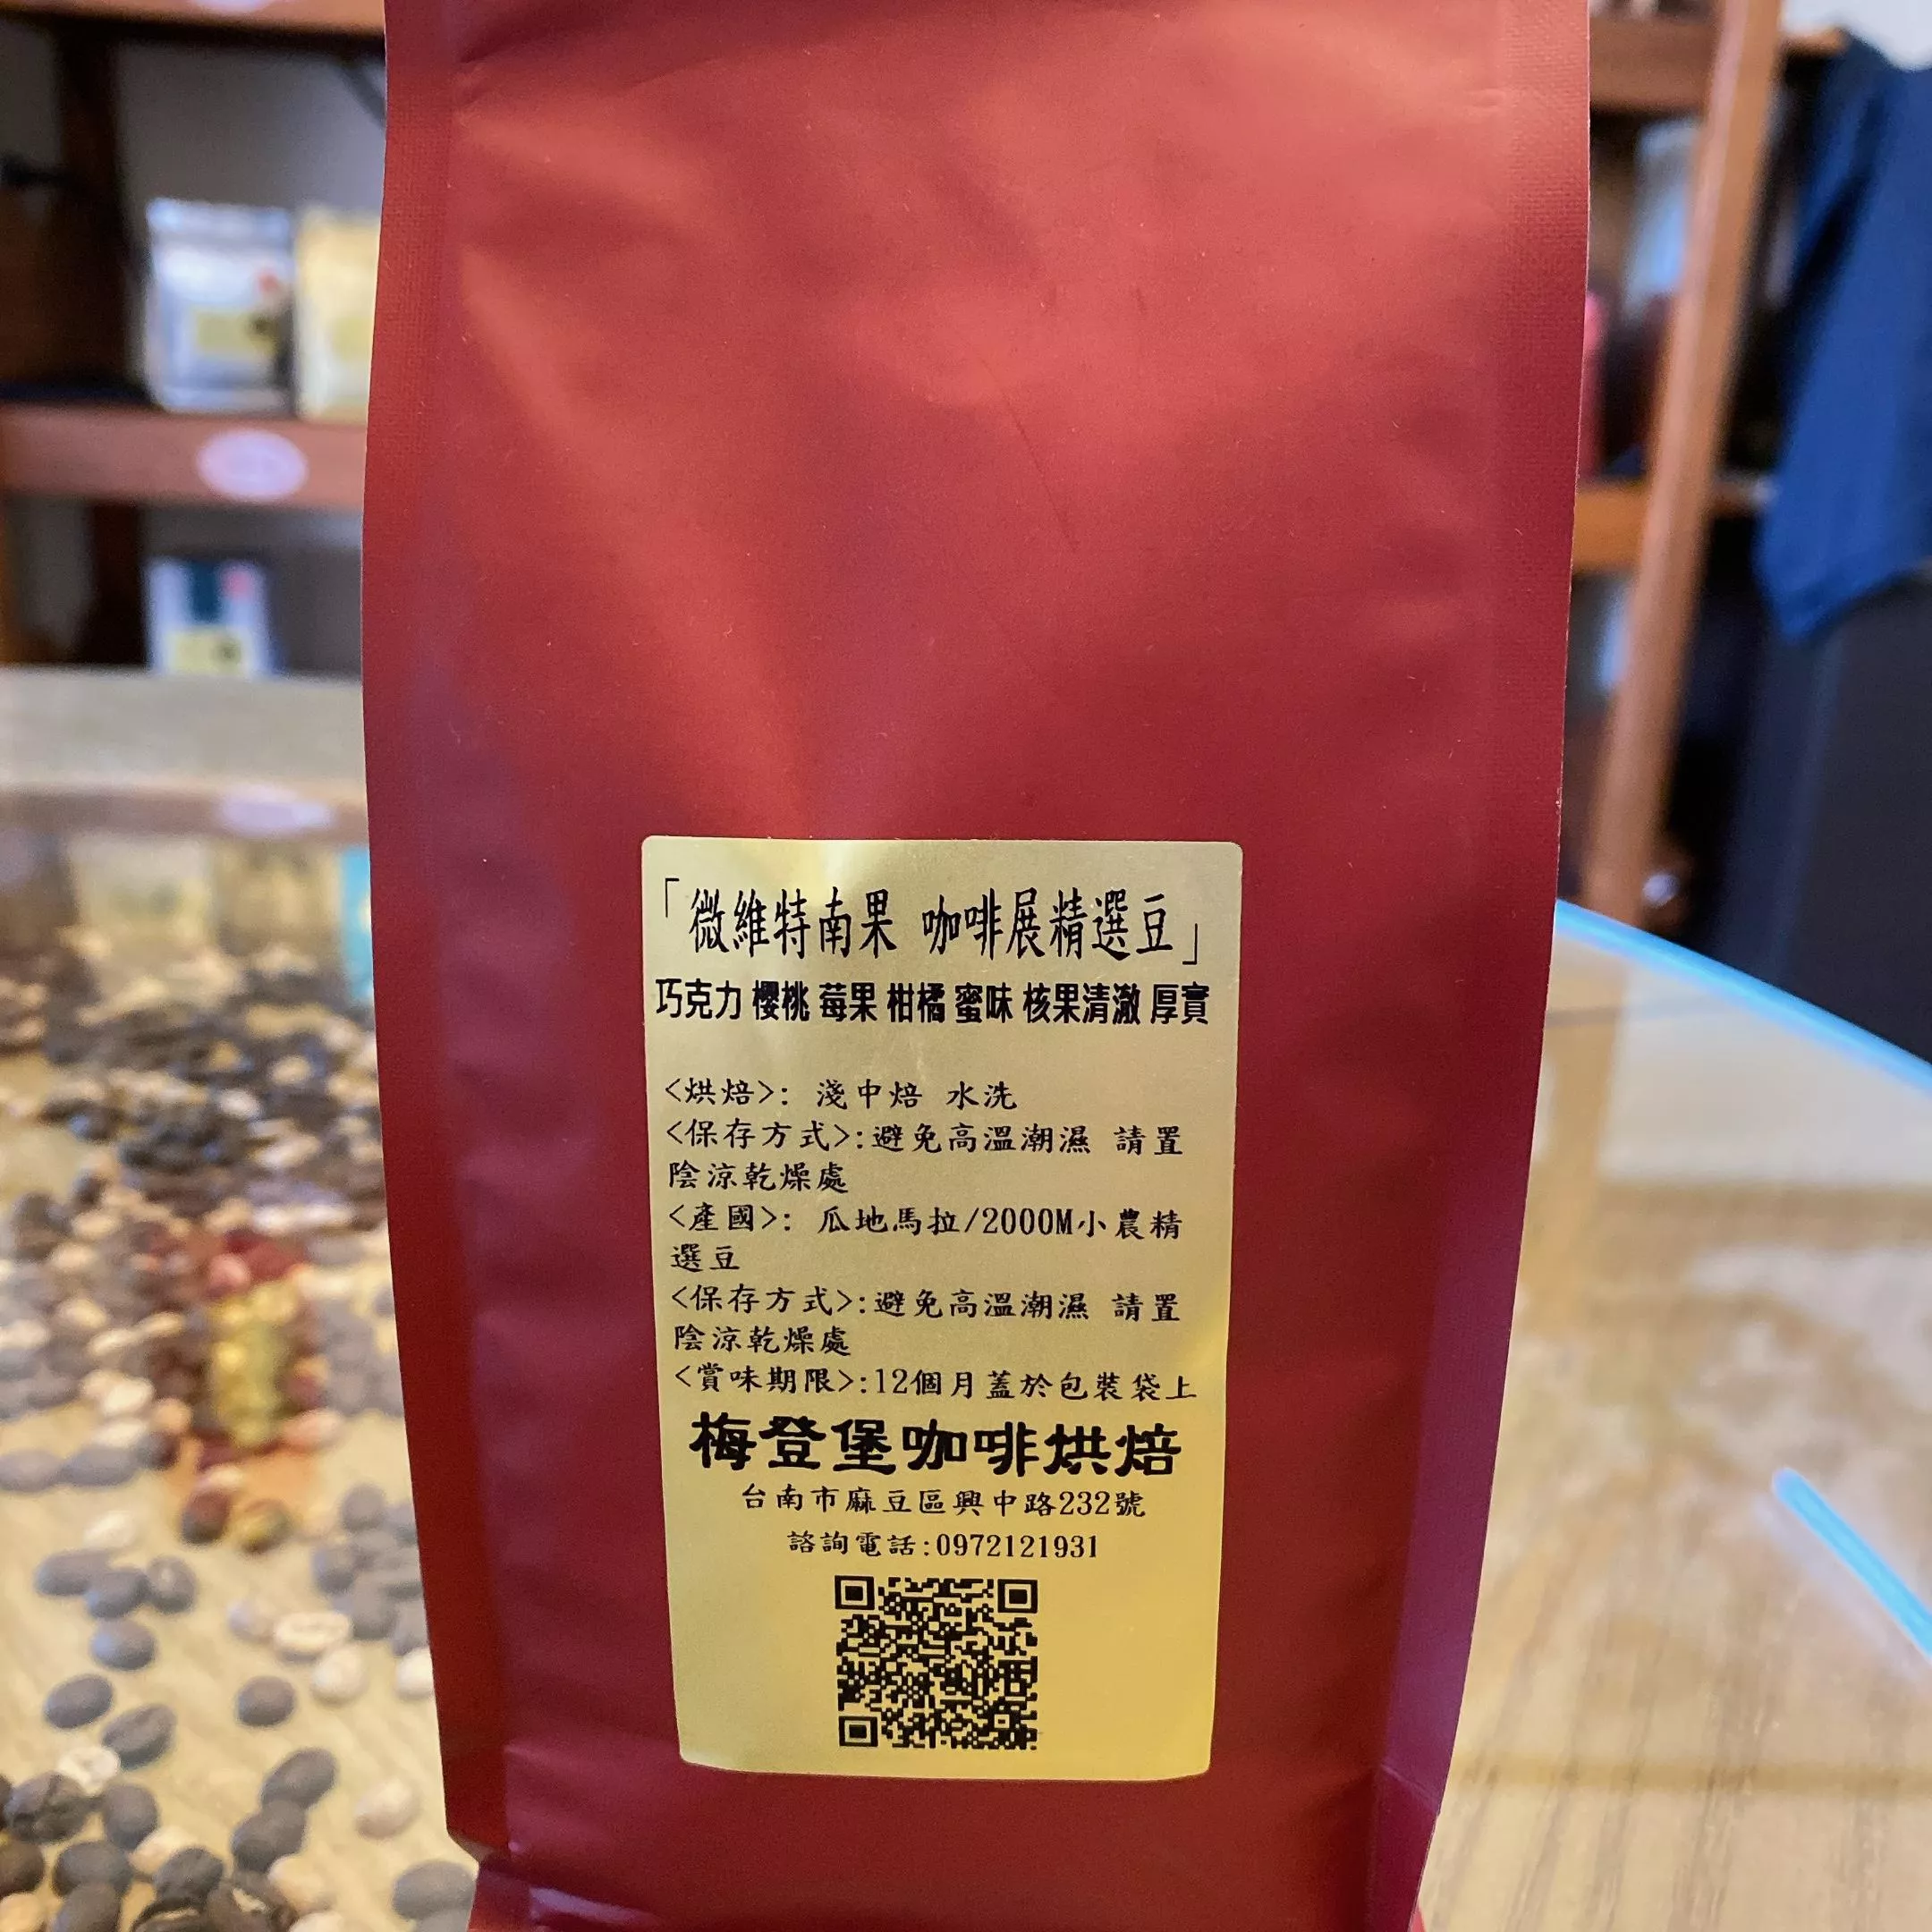 「微維特南果 咖啡展精選豆」
巧克力 櫻桃 莓果 柑橘 蜜味 核果清澈 厚實
<烘焙>: 淺中焙 水洗
<保存方式>:避免高溫潮濕 請置
陰涼乾燥處
<產國>: 瓜地馬拉/2000M小農精
選豆
<保存方式>:避免高溫潮濕 請置
陰涼乾燥處
<賞味期限>:12個月蓋於包裝袋上
梅登堡咖啡烘焙
台南市麻豆區興中路232號
諮詢電話:0972121931